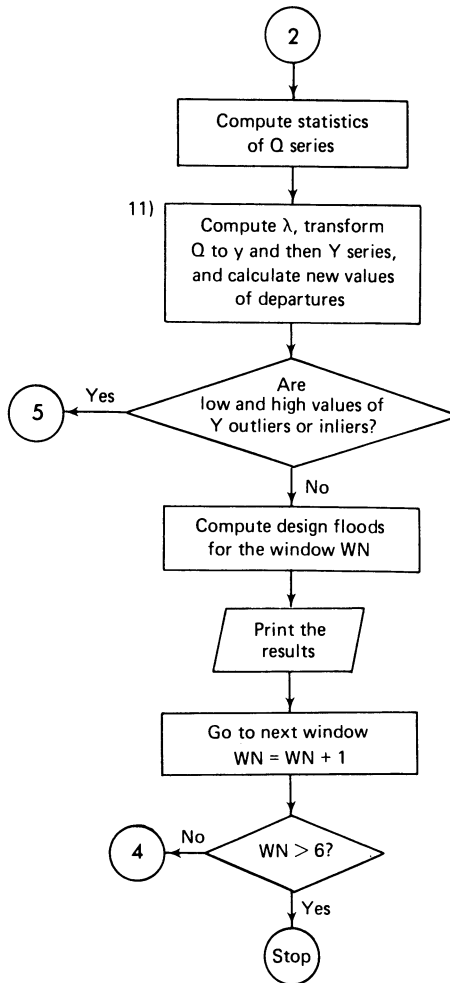 2
Compute statistics
of Q series
11)
Compute λ, transform
Q to y and then Y series,
and calculate new values
of departures
Are
low and high values of
Y outliers or inliers?
Yes
5
No
Compute design floods
for the window WN
Print the
results
Go to next window
WN = WN + 1
WN > 6?
No
4
Yes
Stop